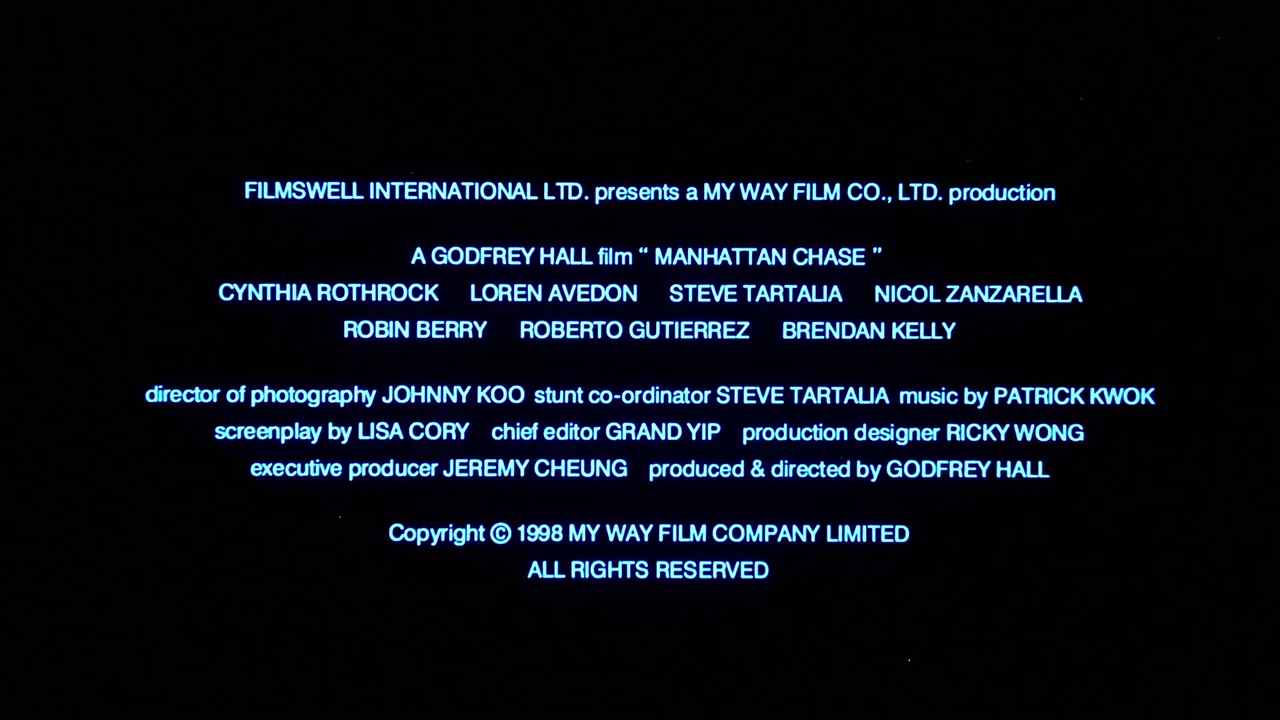 FILMSWELL INTERNATIONAL LTD. presents a MY WAY FILM CO., LTD. production
A GODFREY HALL film “ MANHATTAN CHASE ”
CYNTHIA ROTHROCK LOREN AVEDON STEVE TARTALIA NICOL ZANZARELLA
ROBIN BERRY ROBERTO GUTIERREZ BRENDAN KELLY
director of photography JOHNNY KOO stunt co-ordinator STEVE TARTALIA music by PATRICK KWOK
screenplay by LISA CORY chief editor GRAND YIP production designer RICKY WONG
executive producer JEREMY CHEUNG produced & directed by GODFREY HALL
Copyright © 1998 MY WAY FILM COMPANY LIMITED
ALL RIGHTS RESERVED